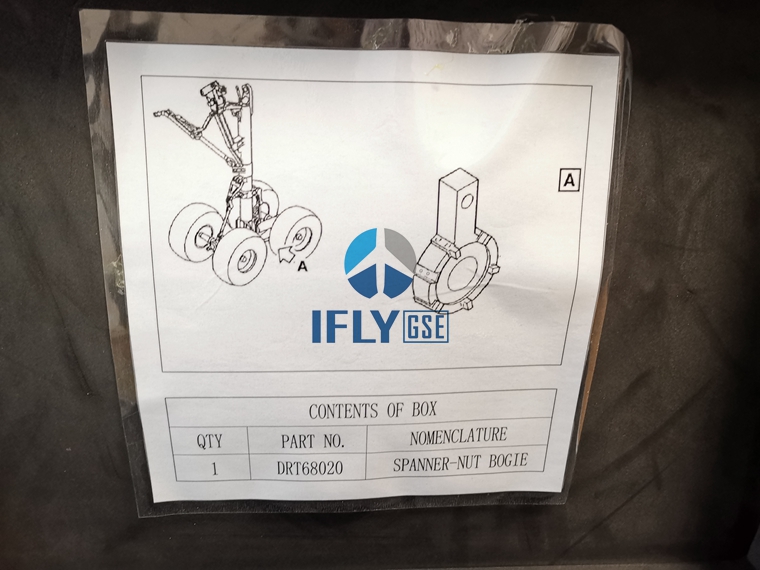 A
A
IFLY GSE
CONTENTS OF BOX
QTY PART NO. NOMENCLATURE
1 DRT68020 SPANNER-NUT BOGIE